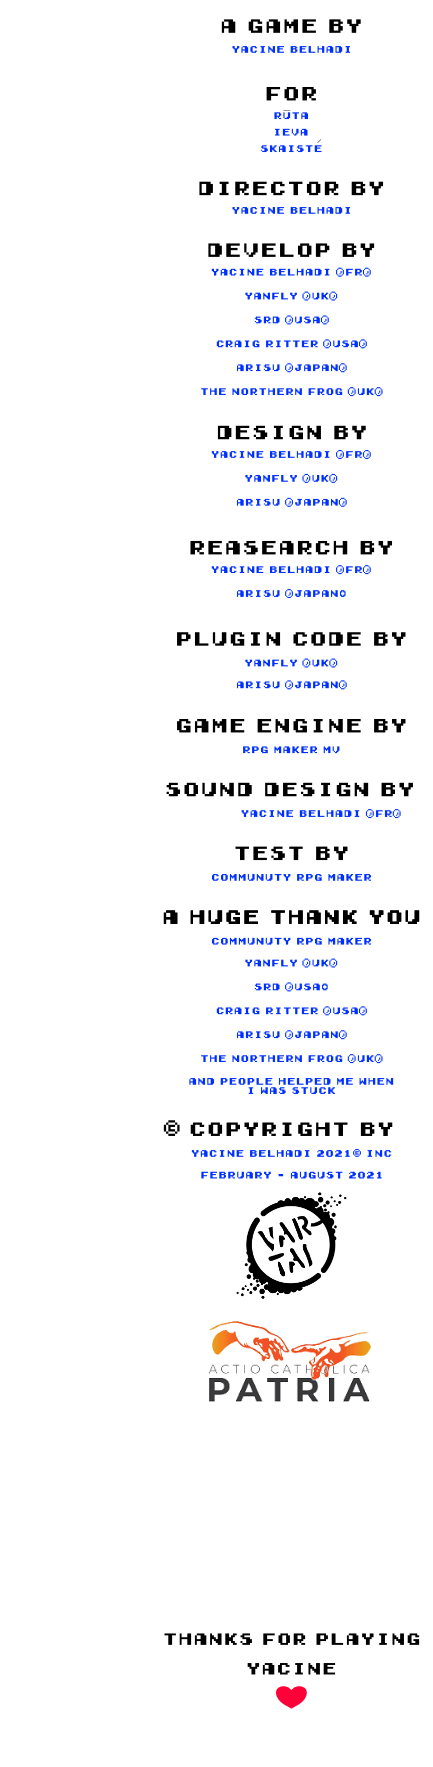 A GAME BY
YACINE BELHADI
FOR
RŪTA
IEVA
SKAISTÉ
DIRECTOR BY
YACINE BELHADI
DEVELOP BY
YACINE BELHADI (FR)
YANFLY (UK)
SRD (USA)
CRAIG RITTER (USA)
ARISU (JAPAN)
THE NORTHERN FROG (UK)
DESIGN BY
YACINE BELHADI (FR)
YANFLY (UK)
ARISU (JAPAN)
REASEARCH BY
YACINE BELHADI (FR)
ARISU (JAPAN)
PLUGIN CODE BY
YANFLY (UK)
ARISU (JAPAN)
GAME ENGINE BY
RPG MAKER MV
SOUND DESIGN BY
YACINE BELHADI (FR)
TEST BY
COMMUNUTY RPG MAKER
A HUGE THANK YOU
COMMUNUTY RPG MAKER
YANFLY (UK)
SRD (USA)
CRAIG RITTER (USA)
ARISU (JAPAN)
THE NORTHERN FROG (UK)
AND PEOPLE HELPED ME WHEN
I WAS STUCK
© COPYRIGHT BY
YACINE BELHADI 2021© INC
FEBRUARY - AUGUST 2021
VAR
TAI
ACTIO CATHOLICA
PATRIA
THANKS FOR PLAYING
YACINE